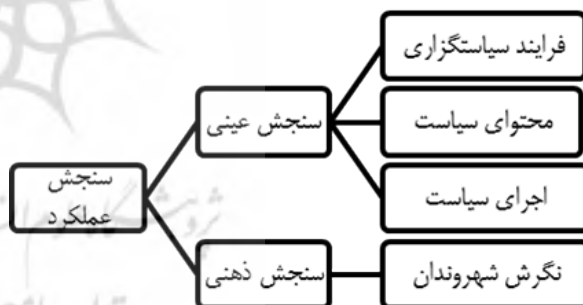 فرایند سیاستگزاری
سنجش عینی
محتوای سیاست
سنجش
عملکرد
اجرای سیاست
سنجش ذهنی
نگرش شهروندان